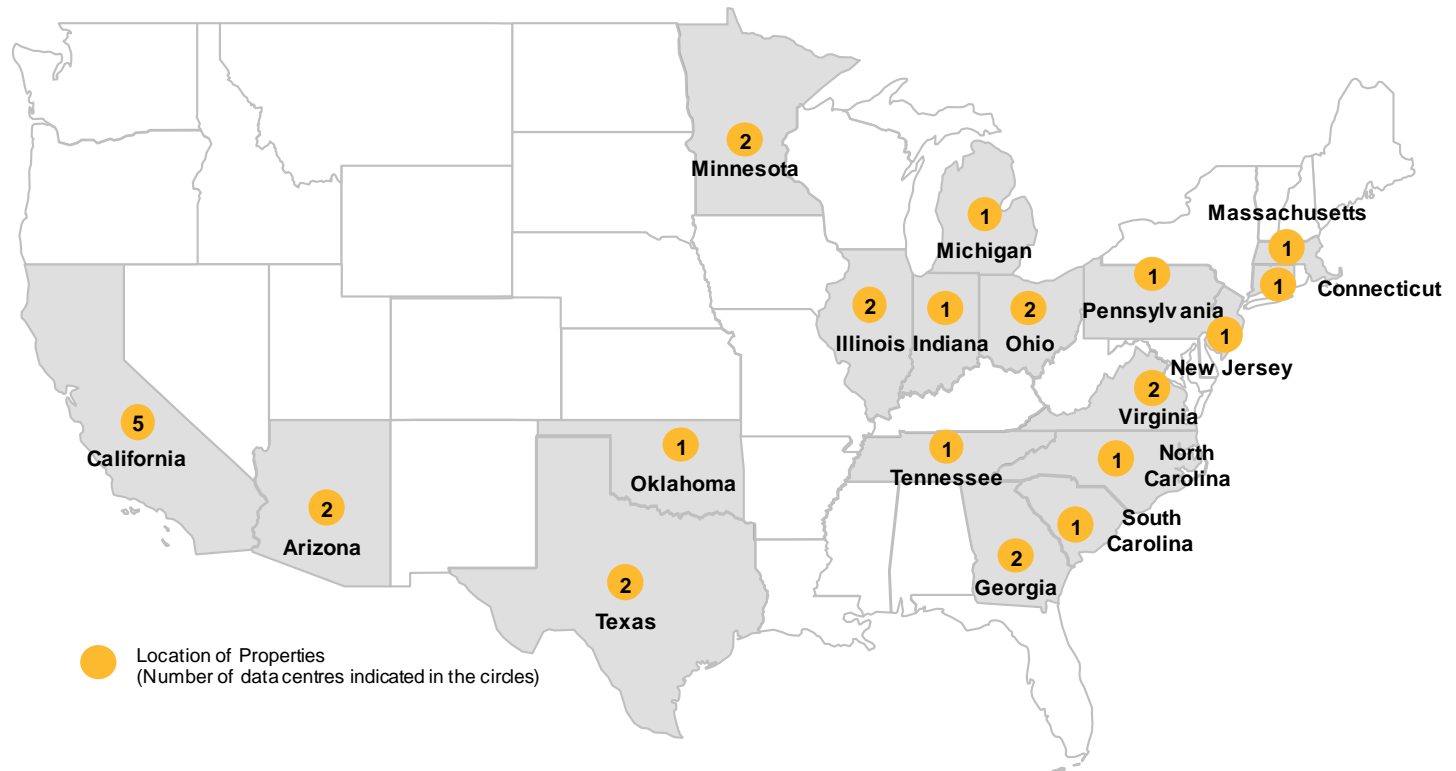 2
Minnesota
1
Michigan
Massachusetts
1
1
Connecticut
1
Pennsylvania
2
Illinois
1
Indiana
2
Ohio
1
New Jersey
2
Virginia
5
California
1
Oklahoma
1
Tennessee
1
North
Carolina
2
Arizona
1
South
Carolina
2
Georgia
2
Texas
Location of Properties
(Number of data centres indicated in the circles)